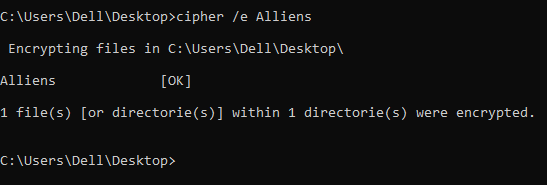 C:\Users\Dell\Desktop>cipher /e Alliens
Encrypting files in C:\Users\Dell\Desktop\
Alliens [OK]
1 file(s) [or directorie(s)] within 1 directorie(s) were encrypted.
C:\Users\Dell\Desktop>